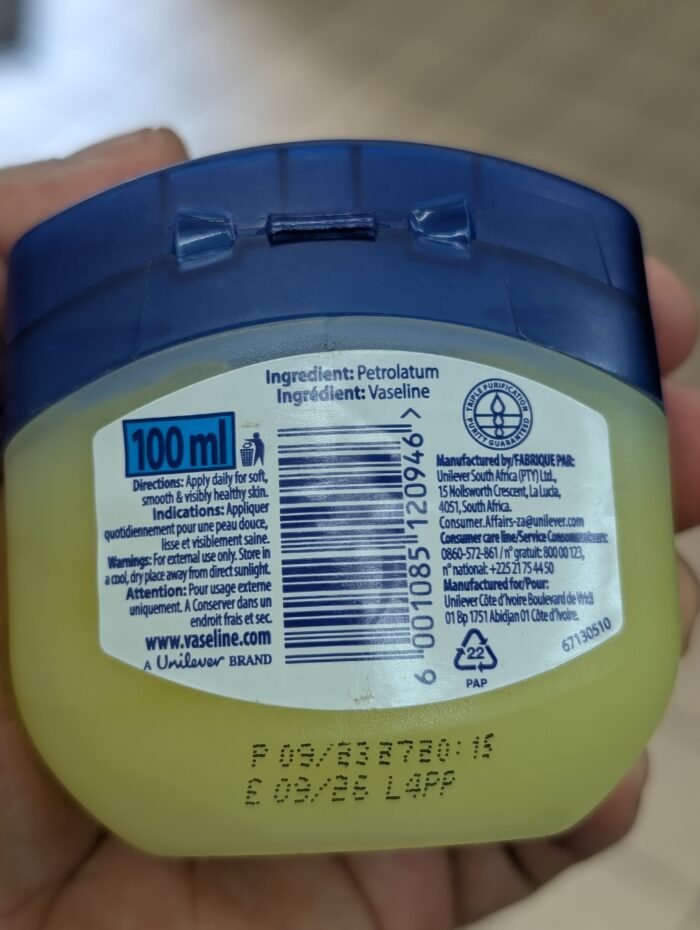 Ingredient: Petrolatum
Ingrédient: Vaseline
100 ml
Directions: Apply daily for soft,
smooth & visibly healthy skin.
Indications: Appliquer
quotidiennement pour une peau douce,
lisse et visiblement saine.
Warnings: For external use only. Store in
a cool, dry place away from direct sunlight.
Attention: Pour usage externe
uniquement. A Conserver dans un
endroit frais et sec.
www.vaseline.com
A Unilever BRAND
6 001085 120946 >
TRIPLE PURIFICATION
PURITY GUARANTEED
Manufactured by/FABRIQUE PAR:
Unilever South Africa (PTY) Ltd.,
15 Nollsworth Crescent, La Lucia,
4051, South Africa.
Consumer.Affairs-za@unilever.com
Consumer care line/Service Consommateurs:
0860-572-861 / n° gratuit: 800 00 123,
n° national: +225 21 75 44 50
Manufactured for/Pour:
Unilever Côte d'Ivoire Boulevard de Vridi
01 Bp 1751 Abidjan 01 Côte d'Ivoire.
67130510
22
PAP
P 09/23 2720:16
E 09/26 L4PP